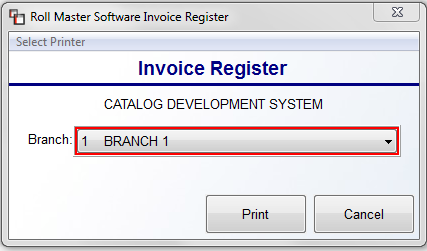 Roll Master Software Invoice Register
Select Printer
Invoice Register
CATALOG DEVELOPMENT SYSTEM
Branch: 1 BRANCH 1
Print Cancel